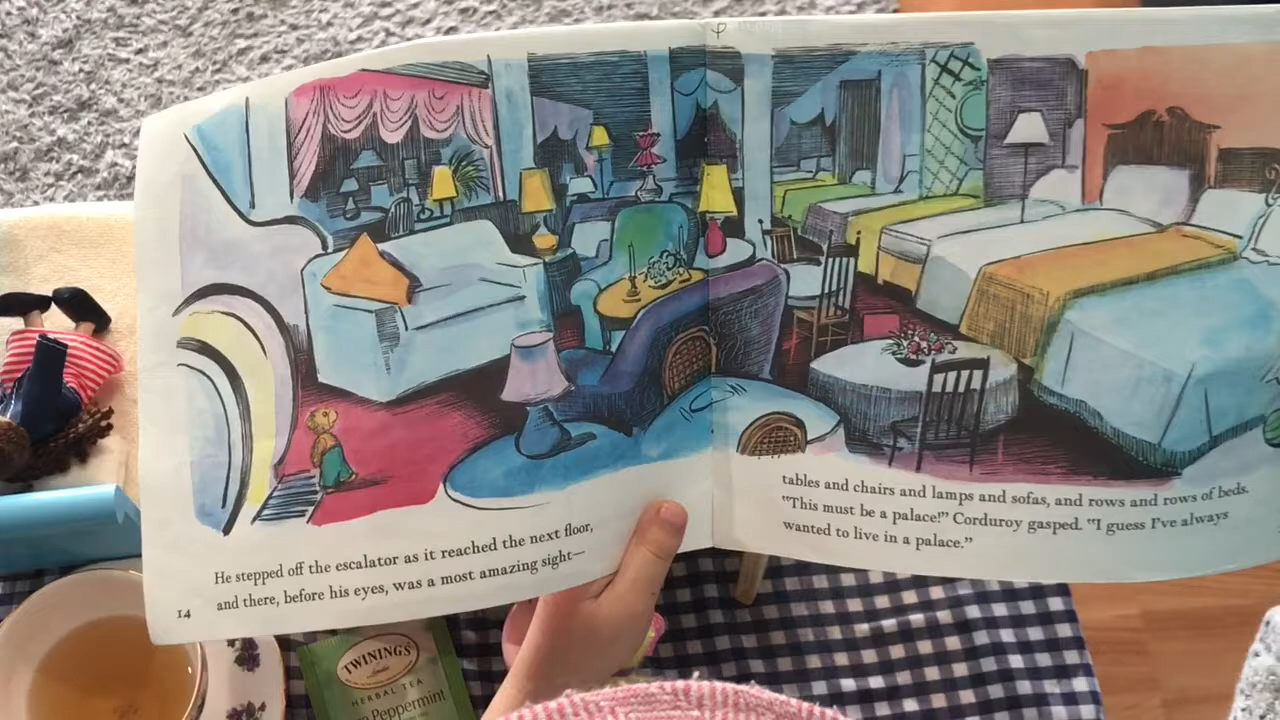 He stepped off the escalator as it reached the next floor,
and there, before his eyes, was a most amazing sight—
14
tables and chairs and lamps and sofas, and rows and rows of beds.
"This must be a palace!" Corduroy gasped. "I guess I've always
wanted to live in a palace."
TWININGS
HERBAL TEA
Peppermint